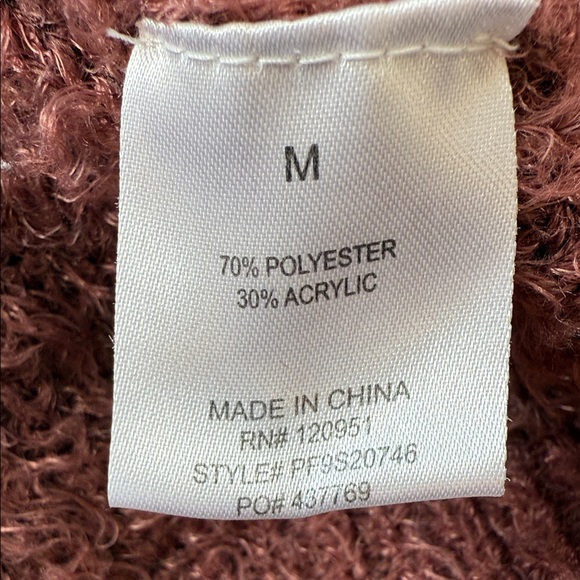 M
70% POLYESTER
30% ACRYLIC
MADE IN CHINA
RN# 120951
STYLE# PF9S20746
PO# 437769